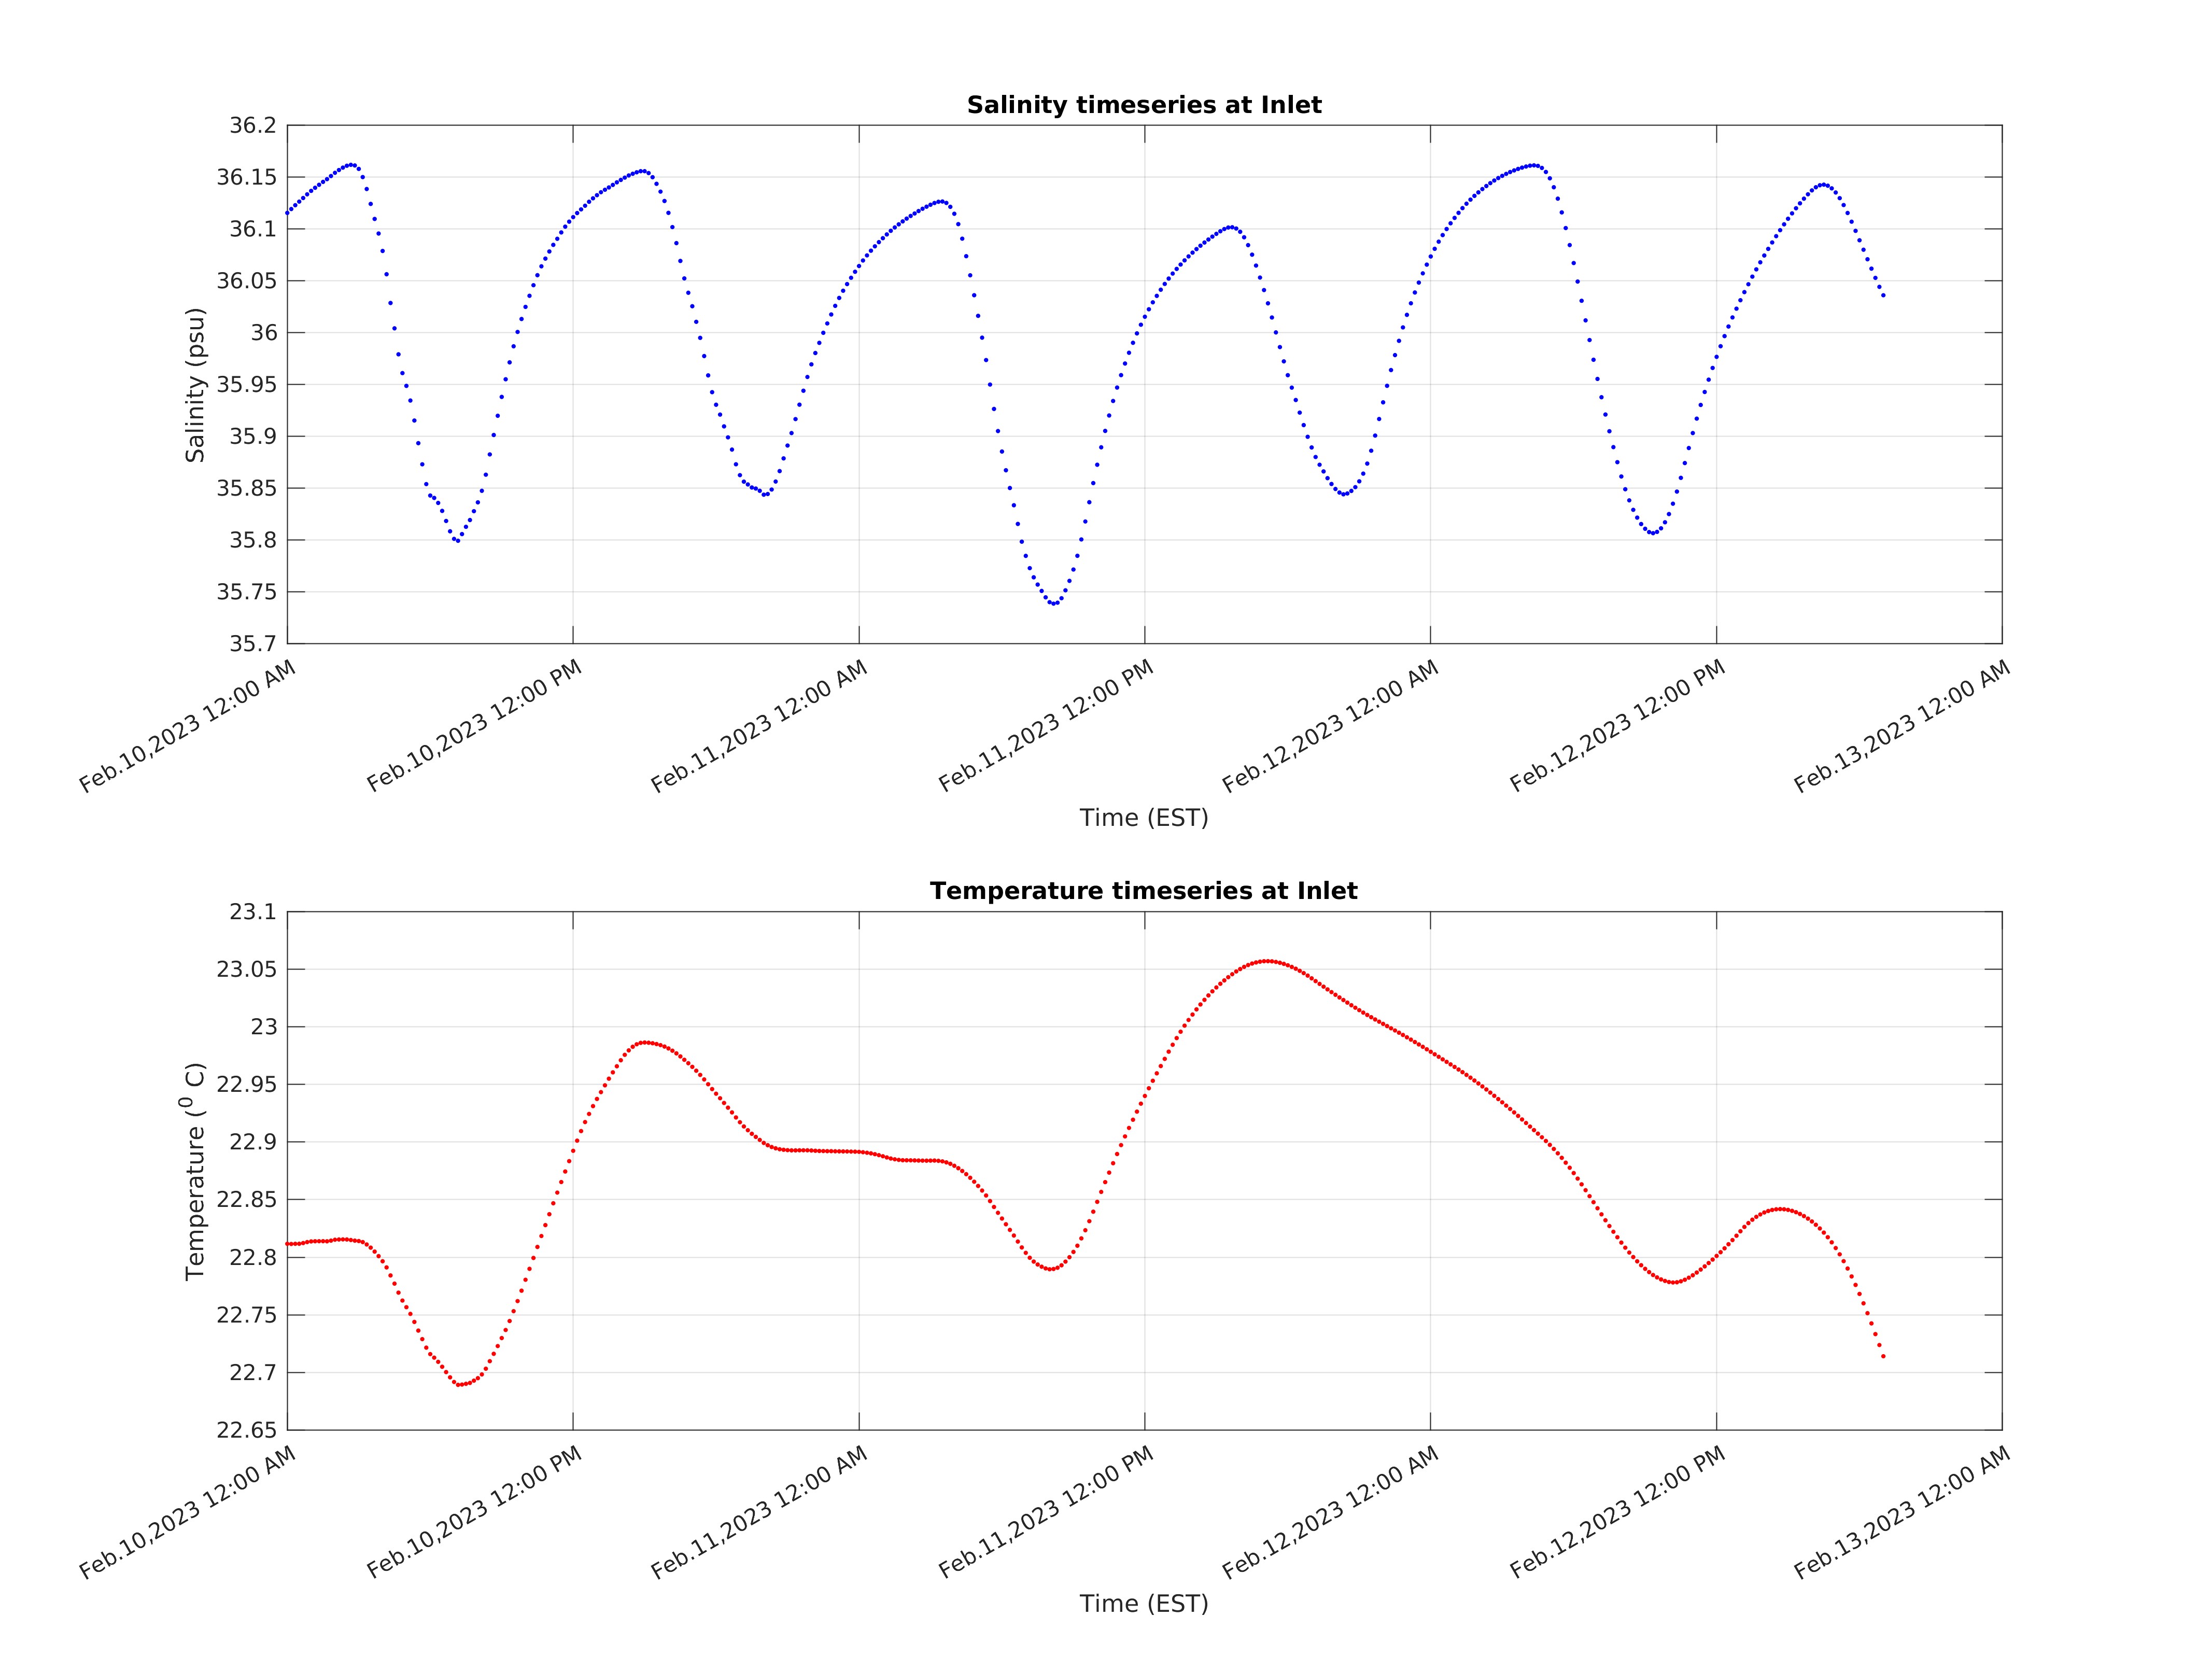 Salinity timeseries at Inlet
Salinity (psu)
36.2
36.15
36.1
36.05
36
35.95
35.9
35.85
35.8
35.75
35.7
Feb.10,2023 12:00 AM
Feb.10,2023 12:00 PM
Feb.11,2023 12:00 AM
Feb.11,2023 12:00 PM
Feb.12,2023 12:00 AM
Feb.12,2023 12:00 PM
Feb.13,2023 12:00 AM
Time (EST)
Temperature timeseries at Inlet
Temperature (⁰ C)
23.1
23.05
23
22.95
22.9
22.85
22.8
22.75
22.7
22.65
Feb.10,2023 12:00 AM
Feb.10,2023 12:00 PM
Feb.11,2023 12:00 AM
Feb.11,2023 12:00 PM
Feb.12,2023 12:00 AM
Feb.12,2023 12:00 PM
Feb.13,2023 12:00 AM
Time (EST)